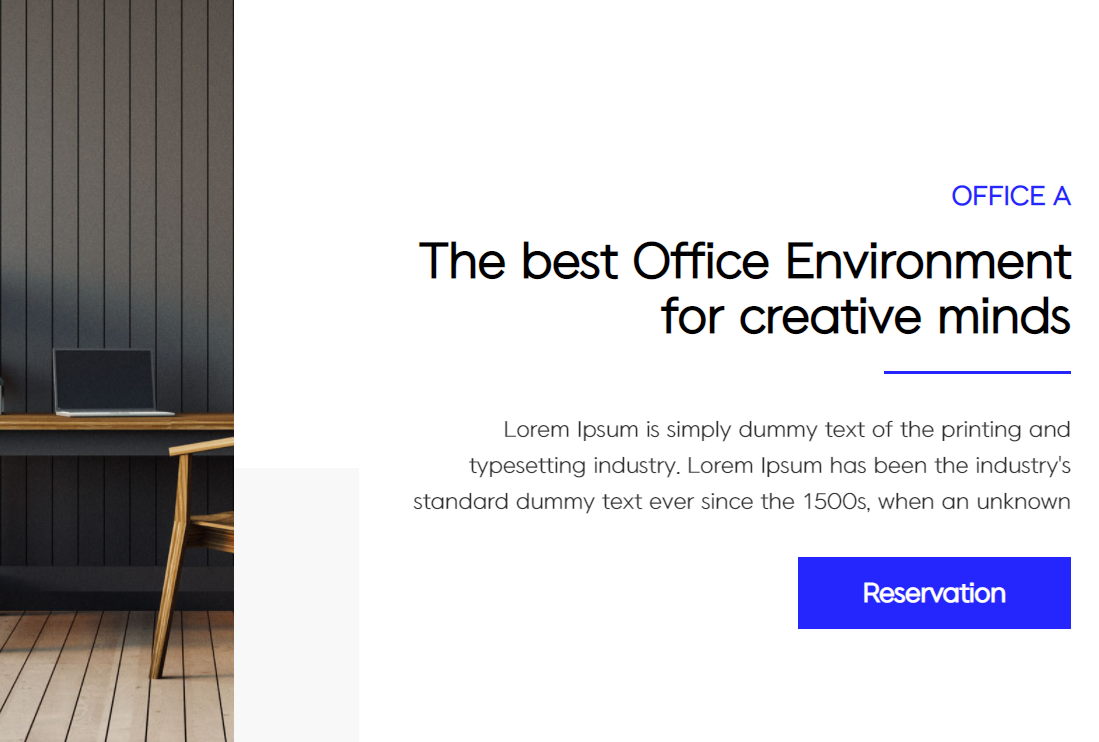 OFFICE A
The best Office Environment
for creative minds
Lorem Ipsum is simply dummy text of the printing and
typesetting industry. Lorem Ipsum has been the industry's
standard dummy text ever since the 1500s, when an unknown
Reservation